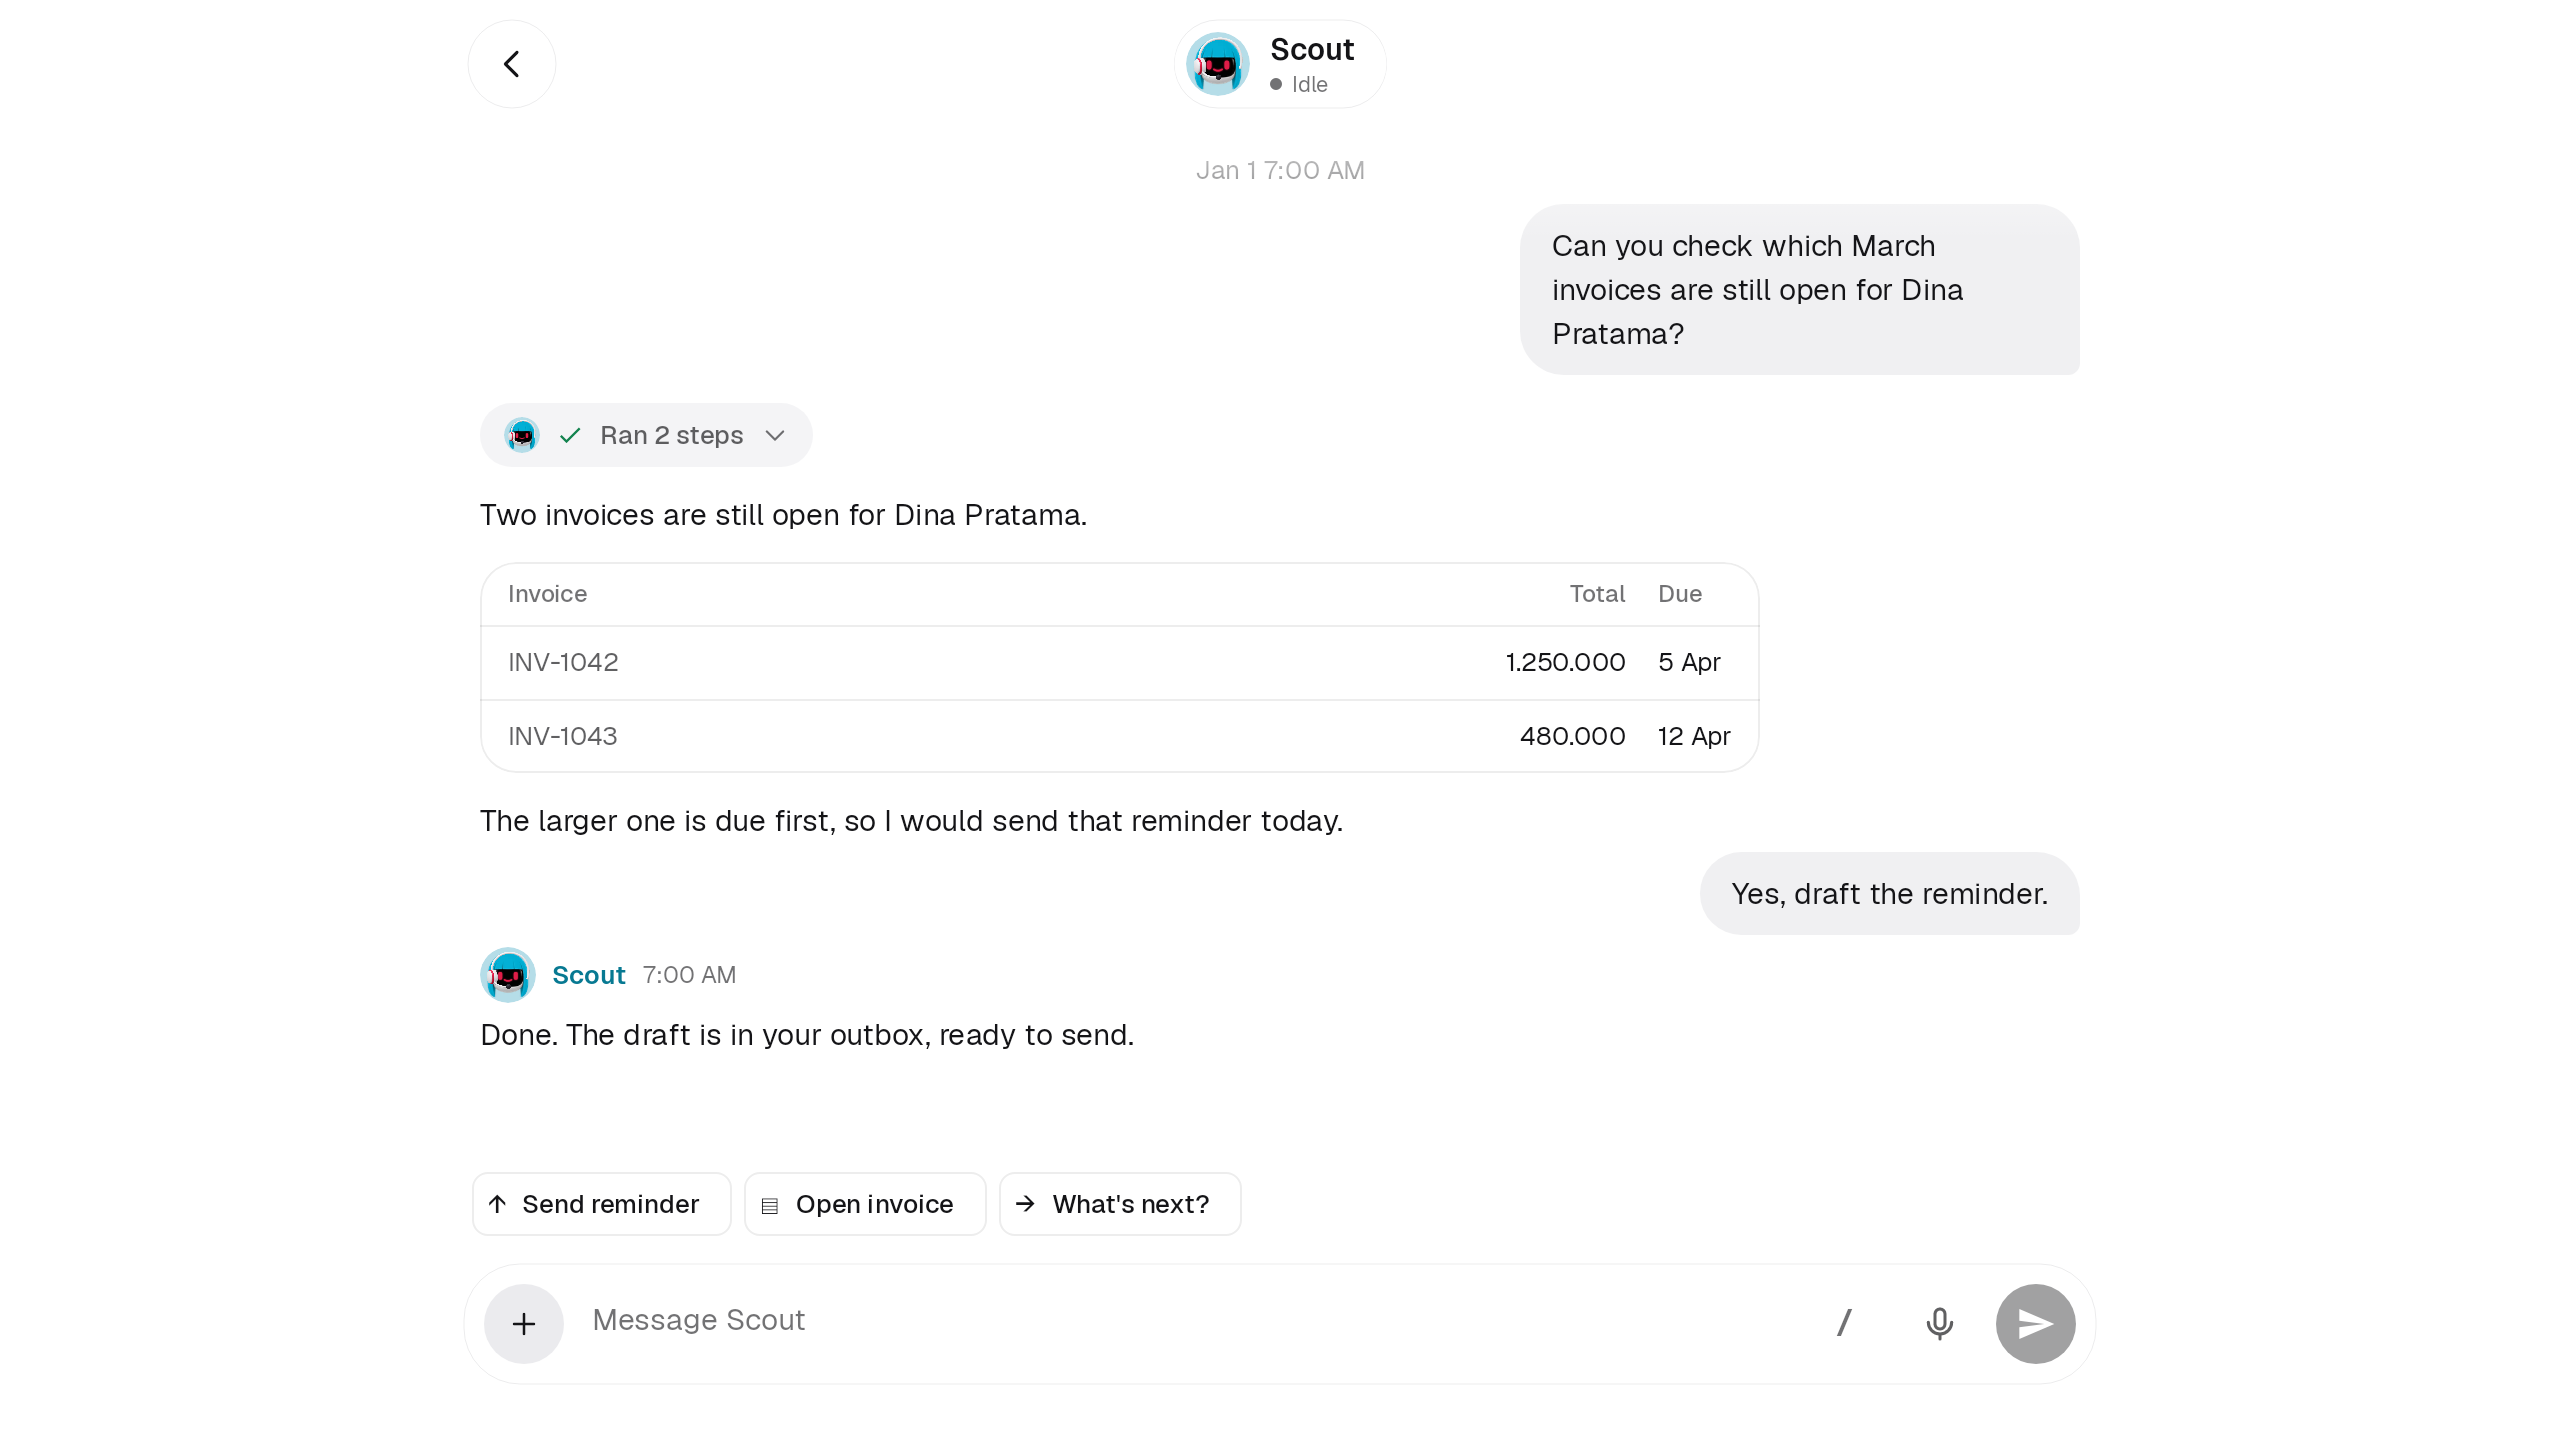 Scout
Idle
Jan 1 7:00 AM
Can you check which March
invoices are still open for Dina
Pratama?
Ran 2 steps
Two invoices are still open for Dina Pratama.
Invoice Total Due
INV-1042 1.250.000 5 Apr
INV-1043 480.000 12 Apr
The larger one is due first, so I would send that reminder today.
Yes, draft the reminder.
Scout 7:00 AM
Done. The draft is in your outbox, ready to send.
Send reminder Open invoice What's next?
Message Scout /